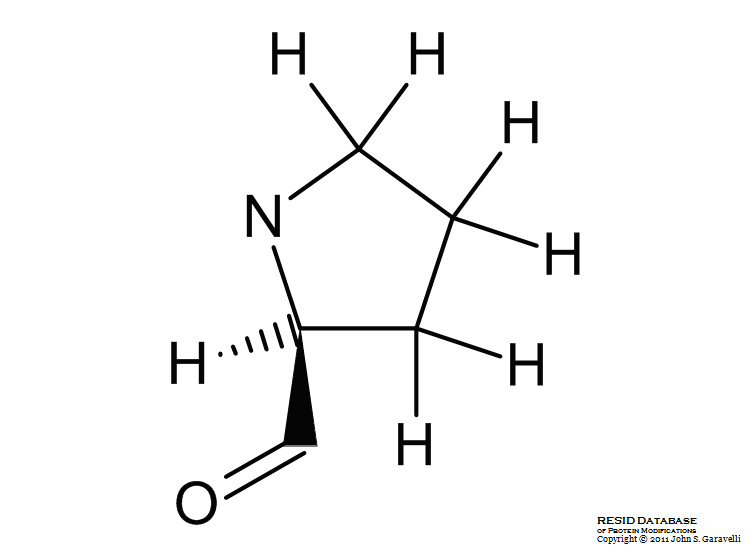 H H
H
N
H
H
H
H
O
RESID DATABASE
OF PROTEIN MODIFICATIONS
Copyright © 2011 John S. Garavelli